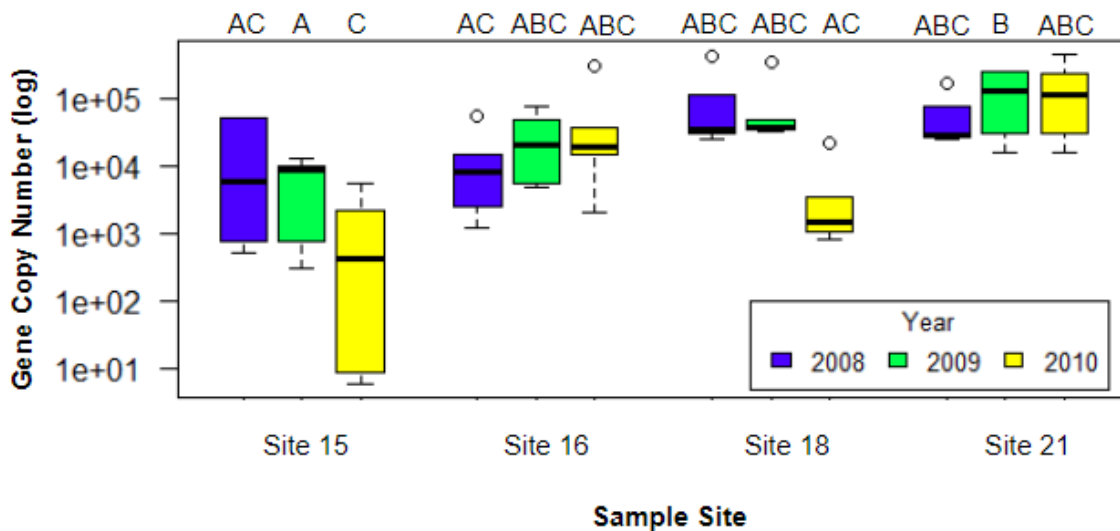 AC A C AC ABC ABC ABC ABC AC ABC B ABC
Gene Copy Number (log)
1e+05
1e+04
1e+03
1e+02
1e+01
Year
2008 2009 2010
Site 15 Site 16 Site 18 Site 21
Sample Site